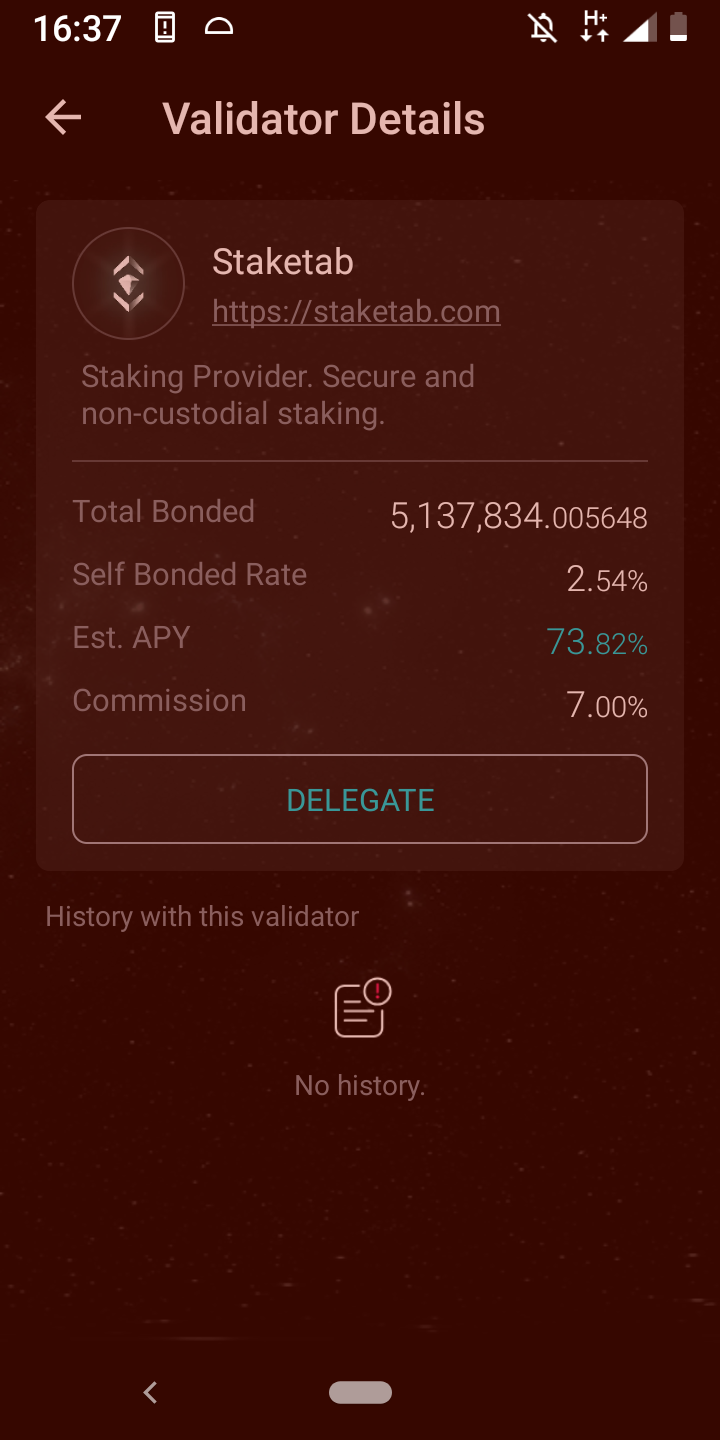 16:37
H+
Validator Details
Staketab
https://staketab.com
Staking Provider. Secure and
non-custodial staking.
Total Bonded 5,137,834.005648
Self Bonded Rate 2.54%
Est. APY 73.82%
Commission 7.00%
DELEGATE
History with this validator
No history.